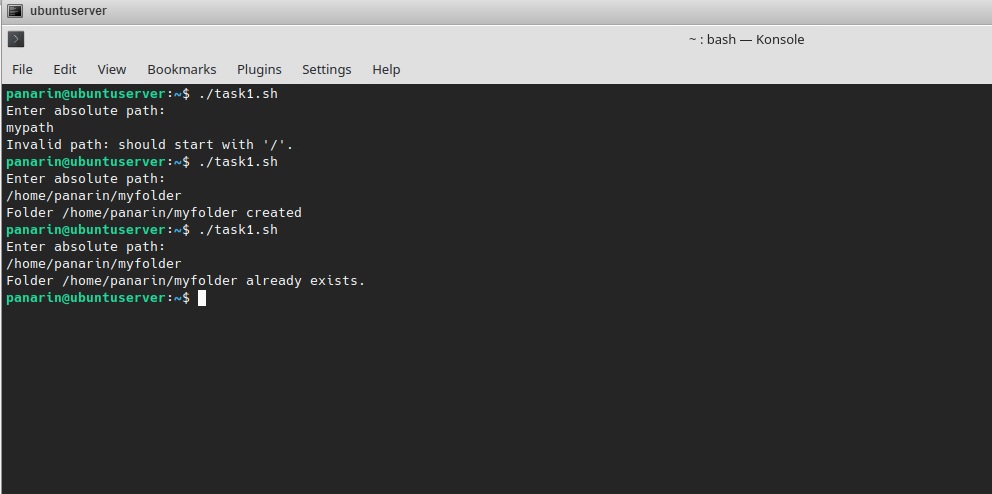 ubuntuserver
~ : bash — Konsole
File Edit View Bookmarks Plugins Settings Help
panarin@ubuntuserver:~$ ./task1.sh
Enter absolute path:
mypath
Invalid path: should start with '/'.
panarin@ubuntuserver:~$ ./task1.sh
Enter absolute path:
/home/panarin/myfolder
Folder /home/panarin/myfolder created
panarin@ubuntuserver:~$ ./task1.sh
Enter absolute path:
/home/panarin/myfolder
Folder /home/panarin/myfolder already exists.
panarin@ubuntuserver:~$